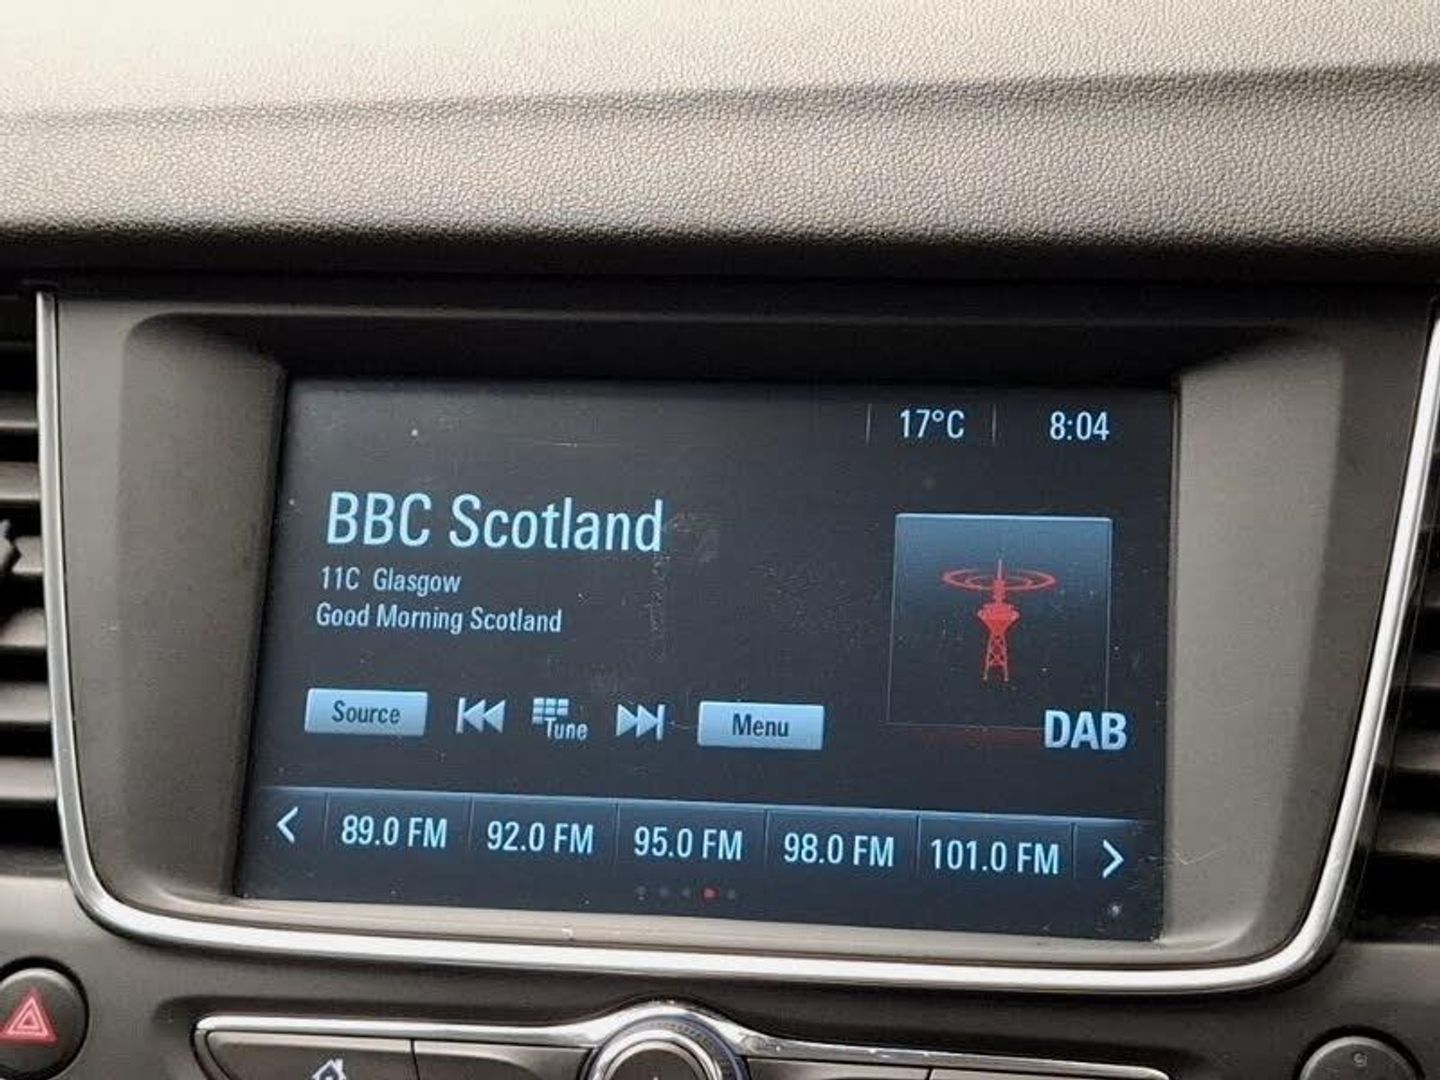 17°C 8:04
BBC Scotland
11C Glasgow
Good Morning Scotland
Source Tune Menu
DAB
89.0 FM 92.0 FM 95.0 FM 98.0 FM 101.0 FM